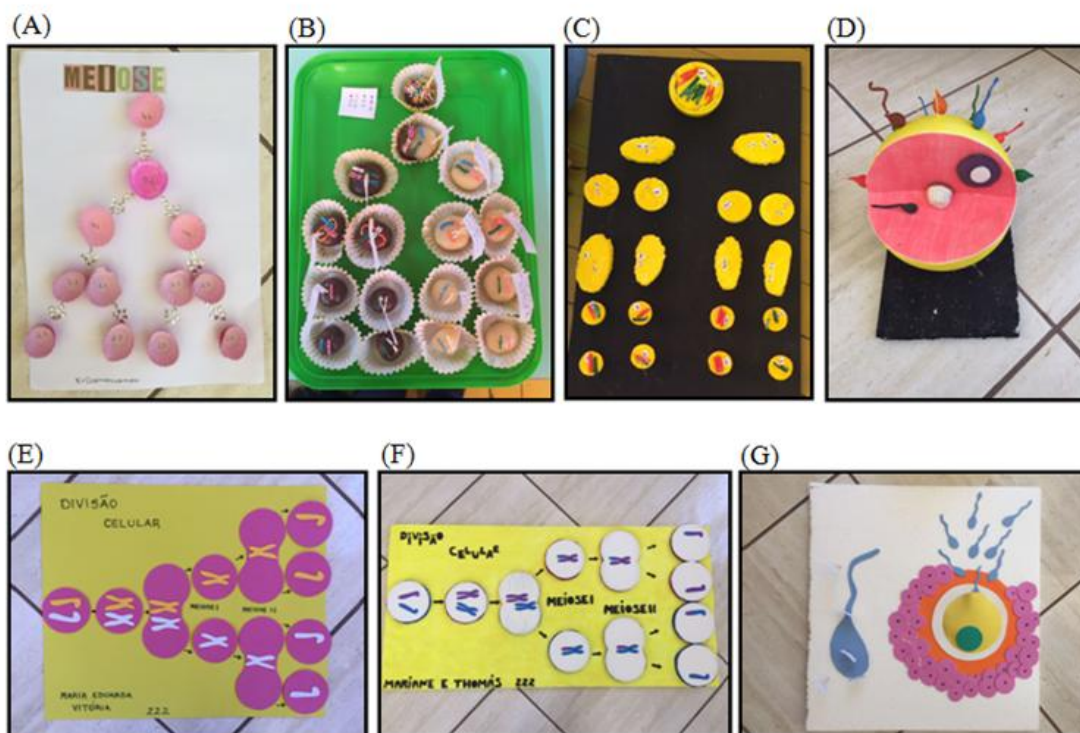 (A)
(B)
(C)
(D)
MEIOSE
(E)
(F)
(G)
DIVISÃO
CELULAR
MEIOSE I
MEIOSE II
MARIA EDUARDA
VITÓRIA
222
DIVISÃO
CELULAR
MEIOSE I
MEIOSE II
MARIANE E THOMÁS 222